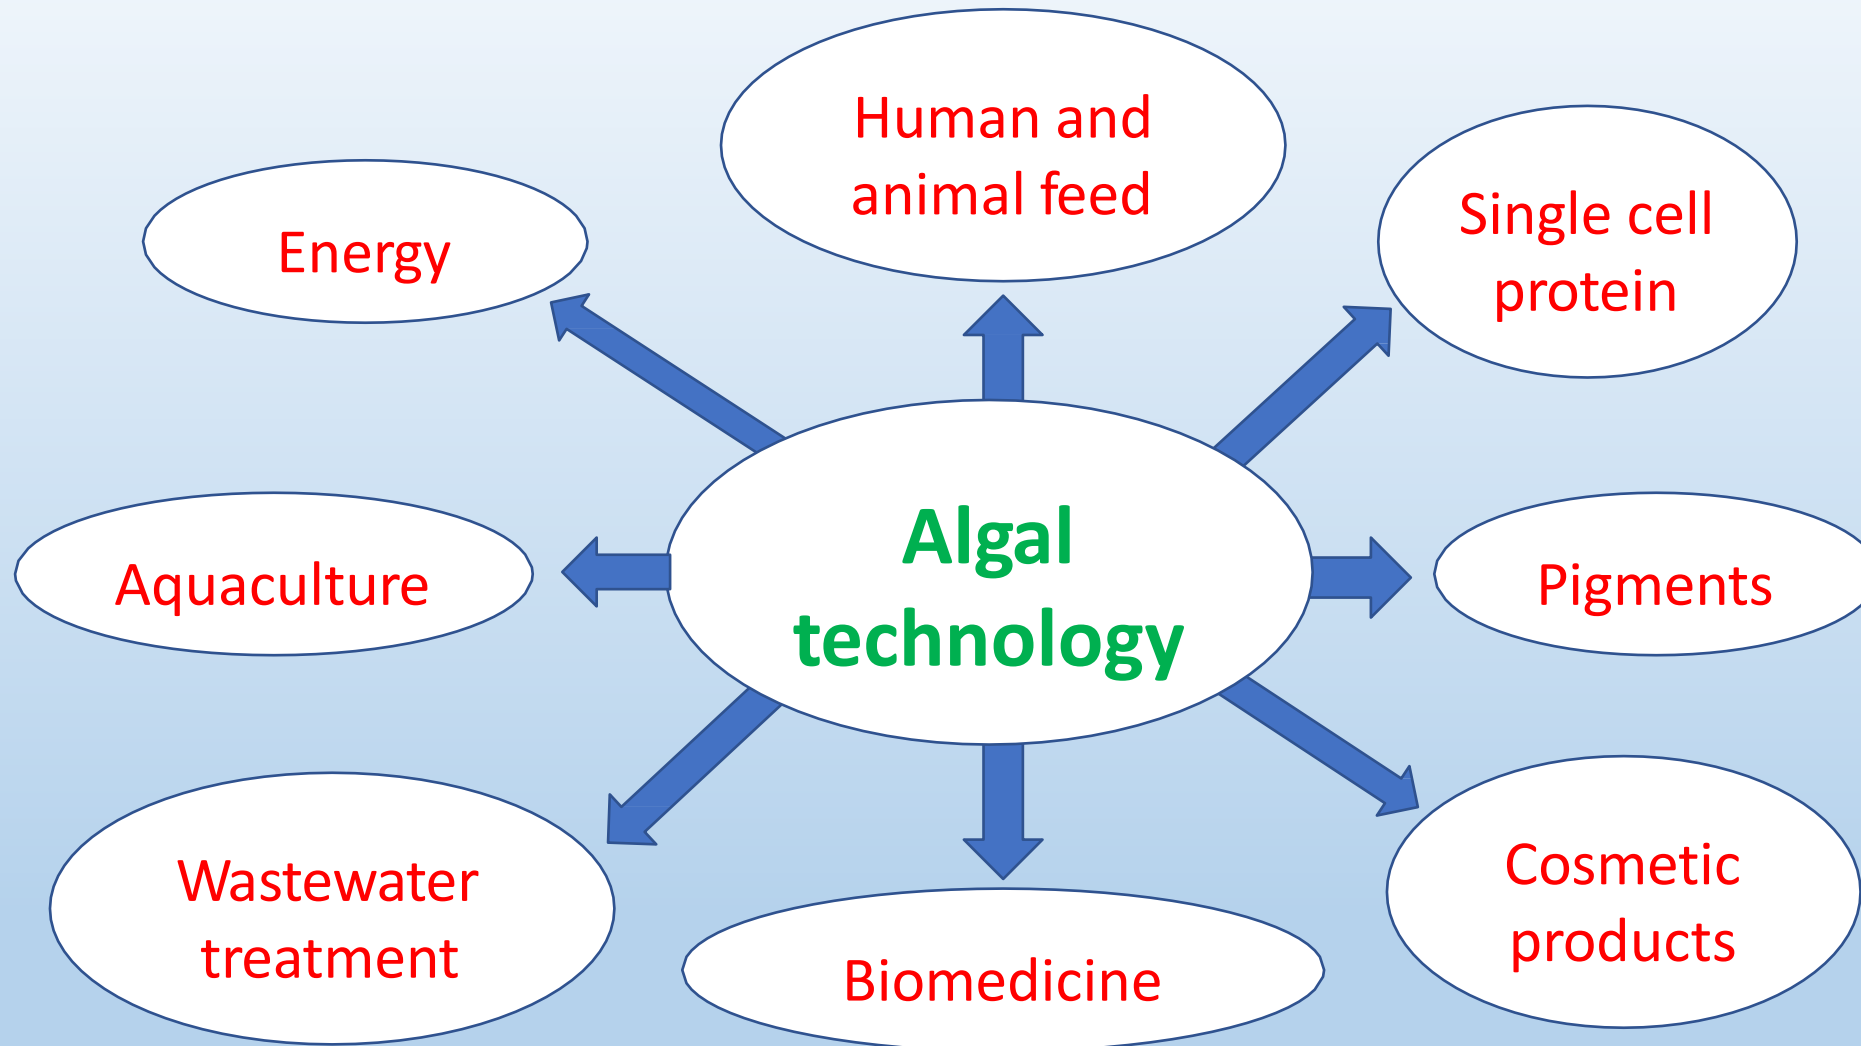 Human and
animal feed
Single cell
protein
Energy
Algal
technology
Aquaculture
Pigments
Wastewater
treatment
Biomedicine
Cosmetic
products